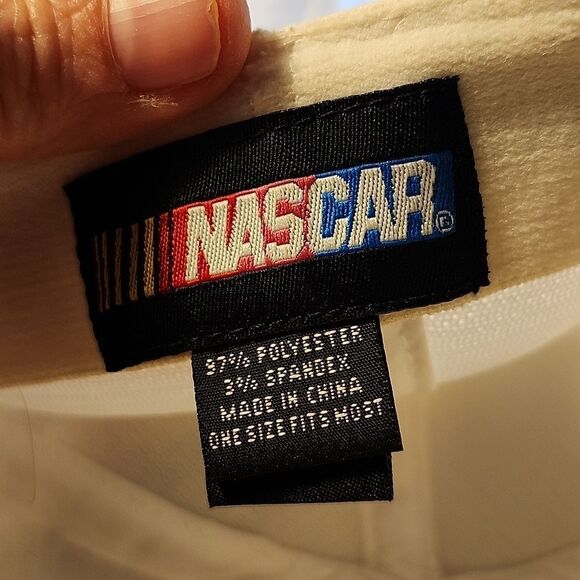 NASCAR®
97% POLYESTER
3% SPANDEX
MADE IN CHINA
ONE SIZE FITS MOST